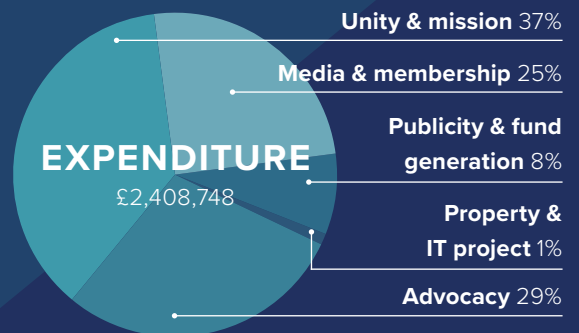 Unity & mission 37%
Media & membership 25%
Publicity & fund
generation 8%
EXPENDITURE
£2,408,748
Property &
IT project 1%
Advocacy 29%